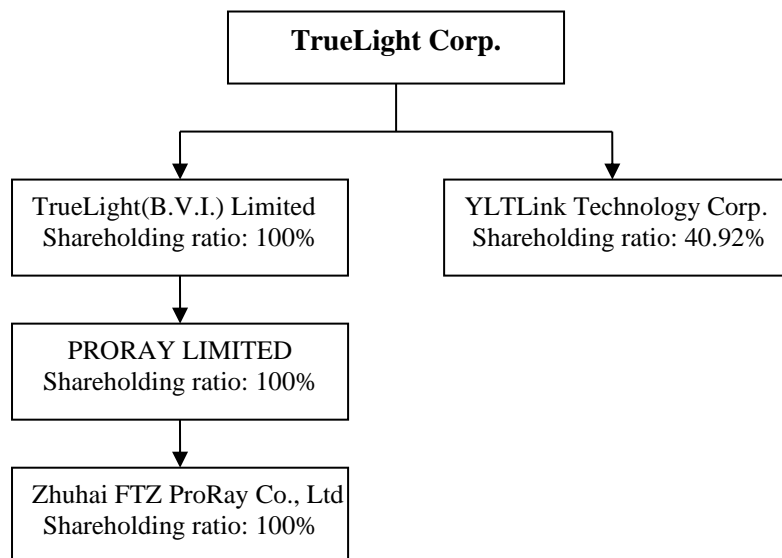 TrueLight Corp.
TrueLight(B.V.I.) Limited
Shareholding ratio: 100%
YLTLink Technology Corp.
Shareholding ratio: 40.92%
PRORAY LIMITED
Shareholding ratio: 100%
Zhuhai FTZ ProRay Co., Ltd
Shareholding ratio: 100%